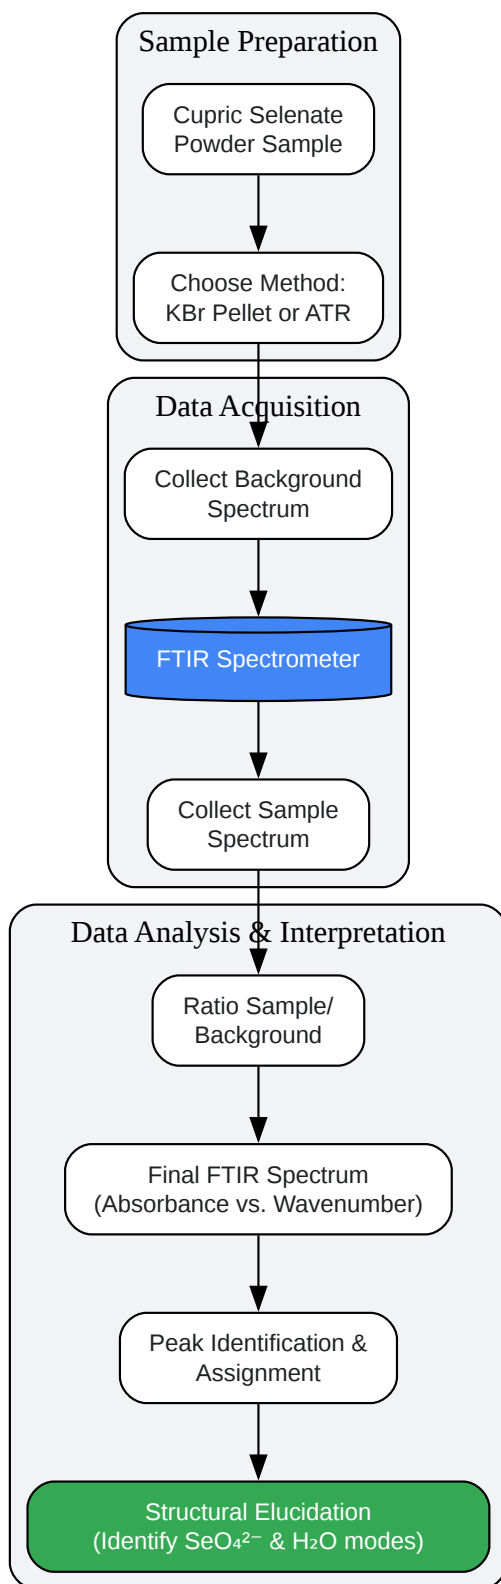 Sample Preparation
Cupric Selenate
Powder Sample
Choose Method:
KBr Pellet or ATR
Data Acquisition
Collect Background
Spectrum
FTIR Spectrometer
Collect Sample
Spectrum
Data Analysis & Interpretation
Ratio Sample/
Background
Final FTIR Spectrum
(Absorbance vs. Wavenumber)
Peak Identification &
Assignment
Structural Elucidation
(Identify SeO₄²⁻ & H₂O modes)